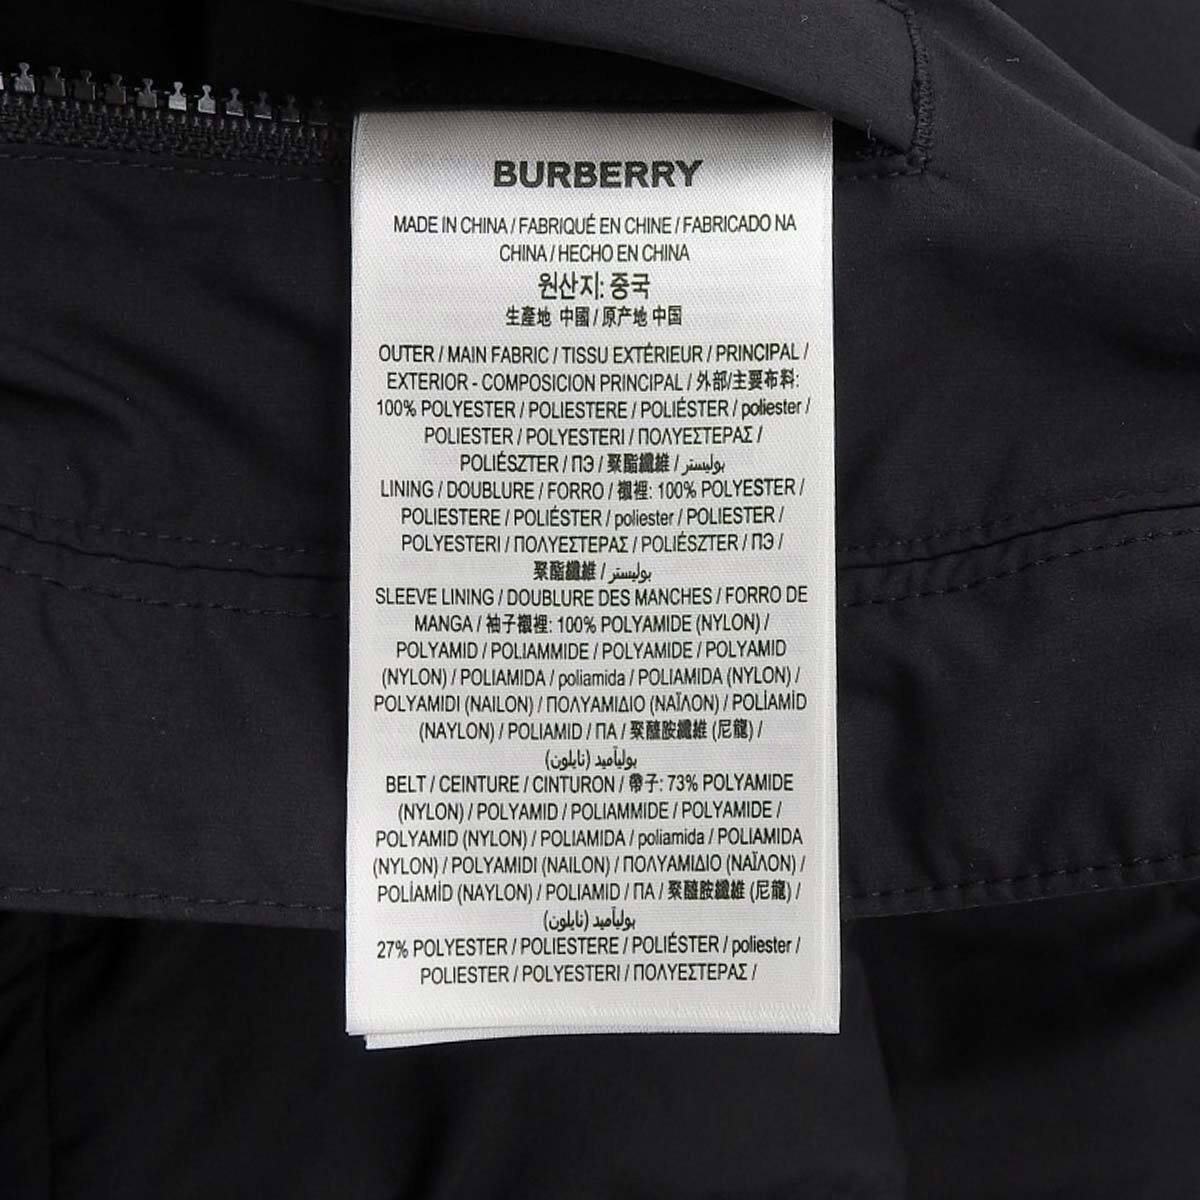 BURBERRY
MADE IN CHINA / FABRIQUÉ EN CHINE / FABRICADO NA
CHINA / HECHO EN CHINA
원산지: 중국
生產地 中國 / 原产地 中国
OUTER / MAIN FABRIC / TISSU EXTÉRIEUR / PRINCIPAL /
EXTERIOR - COMPOSICION PRINCIPAL / 外部/主要布料:
100% POLYESTER / POLIESTERE / POLIÉSTER / poliester /
POLIESTER / POLYESTERI / ΠΟΛΥΕΣΤΕΡΑΣ /
POLIÉSZTER / ПЭ / 聚酯纖維 / بوليستر
LINING / DOUBLURE / FORRO / 襯裡: 100% POLYESTER /
POLIESTERE / POLIÉSTER / poliester / POLIESTER /
POLYESTERI / ΠΟΛΥΕΣΤΕΡΑΣ / POLIÉSZTER / ПЭ /
聚酯纖維 / بوليستر
SLEEVE LINING / DOUBLURE DES MANCHES / FORRO DE
MANGA / 袖子襯裡: 100% POLYAMIDE (NYLON) /
POLYAMID / POLIAMMIDE / POLYAMIDE / POLYAMID
(NYLON) / POLIAMIDA / poliamida / POLIAMIDA (NYLON) /
POLYAMIDI (NAILON) / ΠΟΛΥΑΜΙΔΙΟ (ΝΑΪΛΟΝ) / POLİAMİD
(NAYLON) / POLIAMID / ПА / 聚醯胺纖維 (尼龍) /
بولیآمید (نايلون)
BELT / CEINTURE / CINTURON / 帶子: 73% POLYAMIDE
(NYLON) / POLYAMID / POLIAMMIDE / POLYAMIDE /
POLYAMID (NYLON) / POLIAMIDA / poliamida / POLIAMIDA
(NYLON) / POLYAMIDI (NAILON) / ΠΟΛΥΑΜΙΔΙΟ (ΝΑΪΛΟΝ) /
POLİAMİD (NAYLON) / POLIAMID / ПА / 聚醯胺纖維 (尼龍) /
بولیآمید (نايلون)
27% POLYESTER / POLIESTERE / POLIÉSTER / poliester /
POLIESTER / POLYESTERI / ΠΟΛΥΕΣΤΕΡΑΣ /